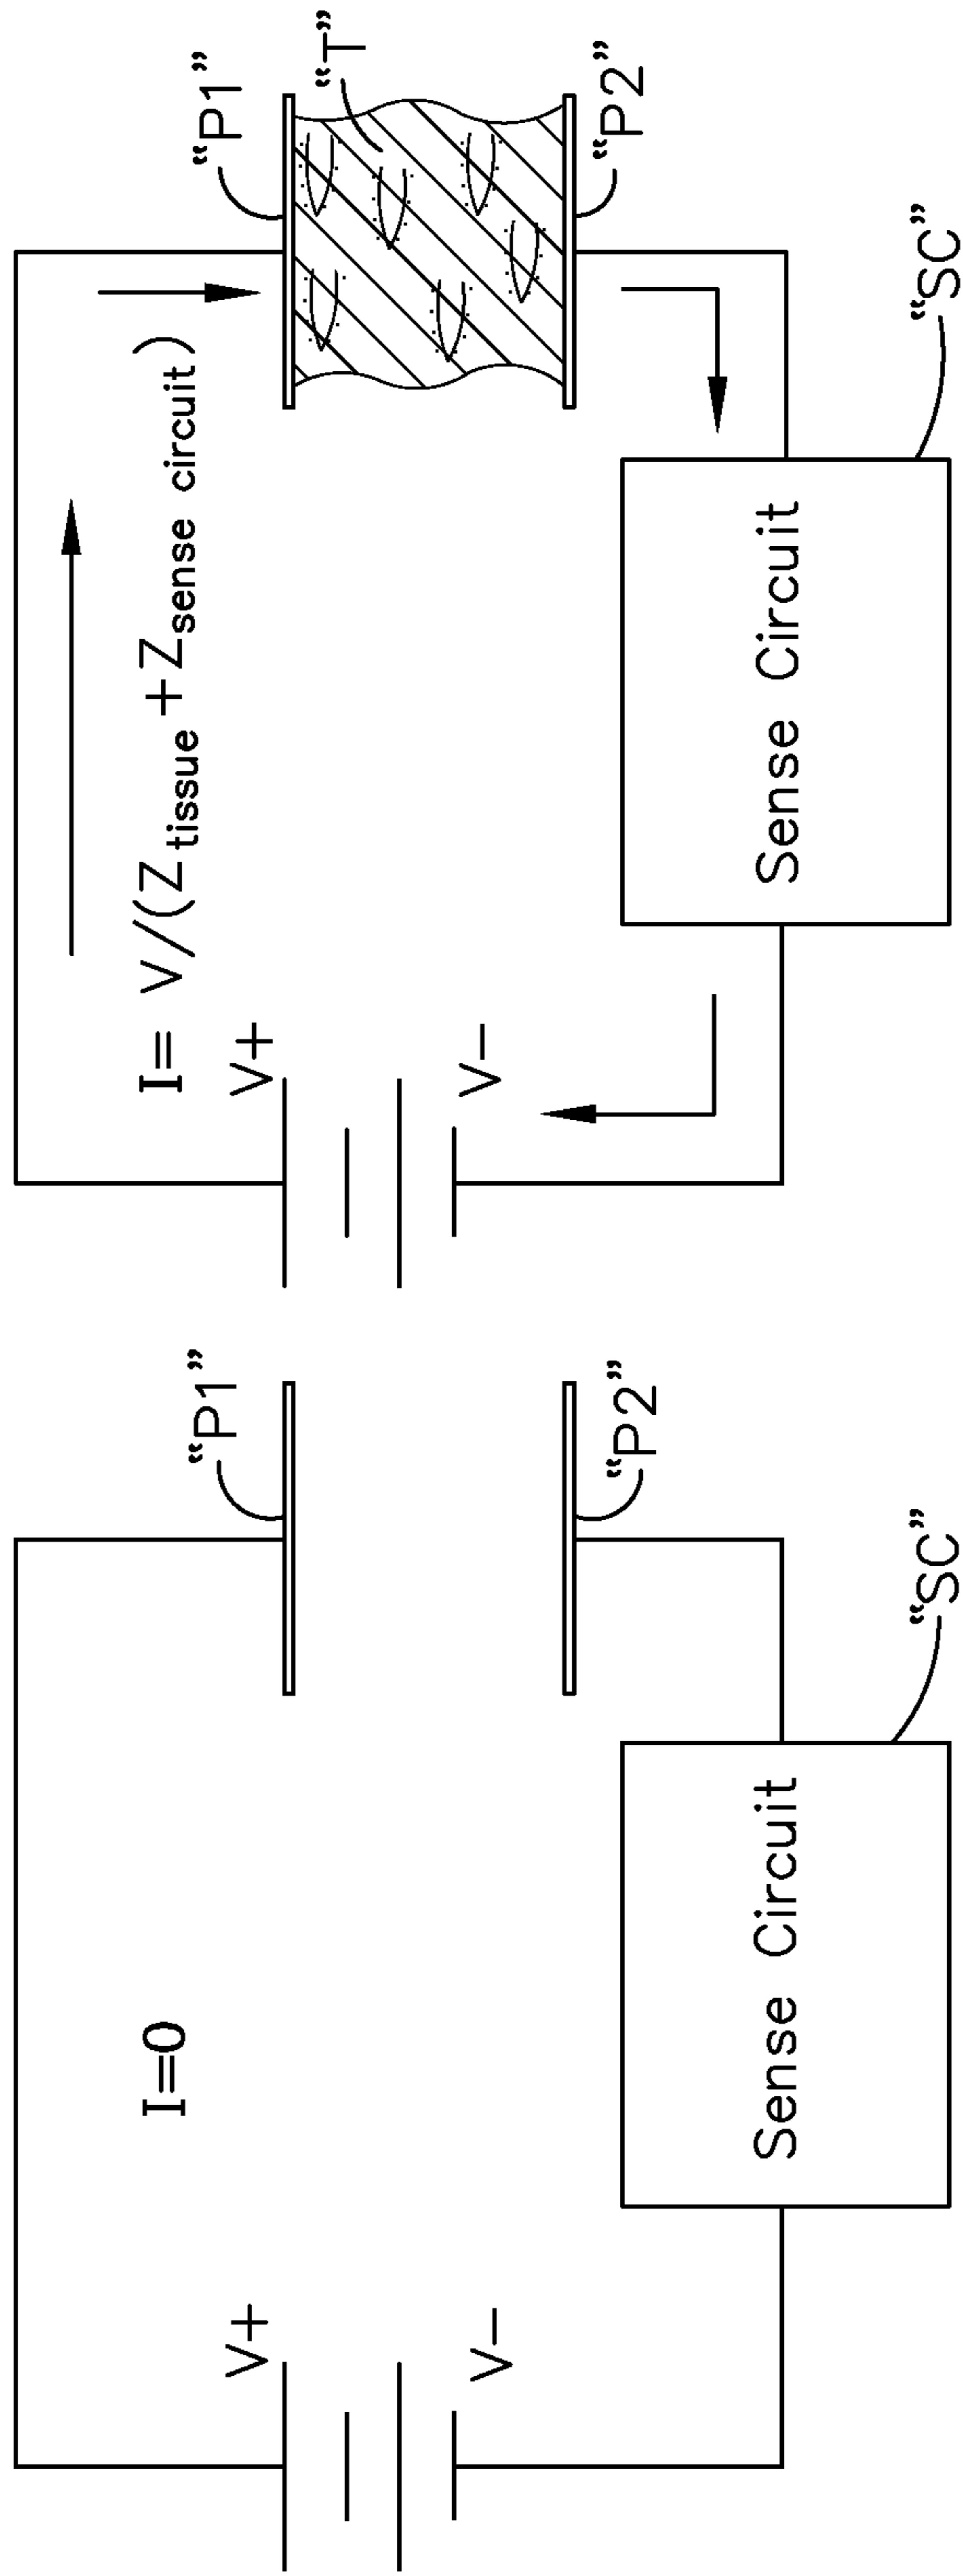 I=0
V+
V−
“P1”
“P2”
Sense Circuit
“SC”
I= V/(Ztissue+Zsense circuit)
V+
V−
“P1”
“T”
“P2”
Sense Circuit
“SC”